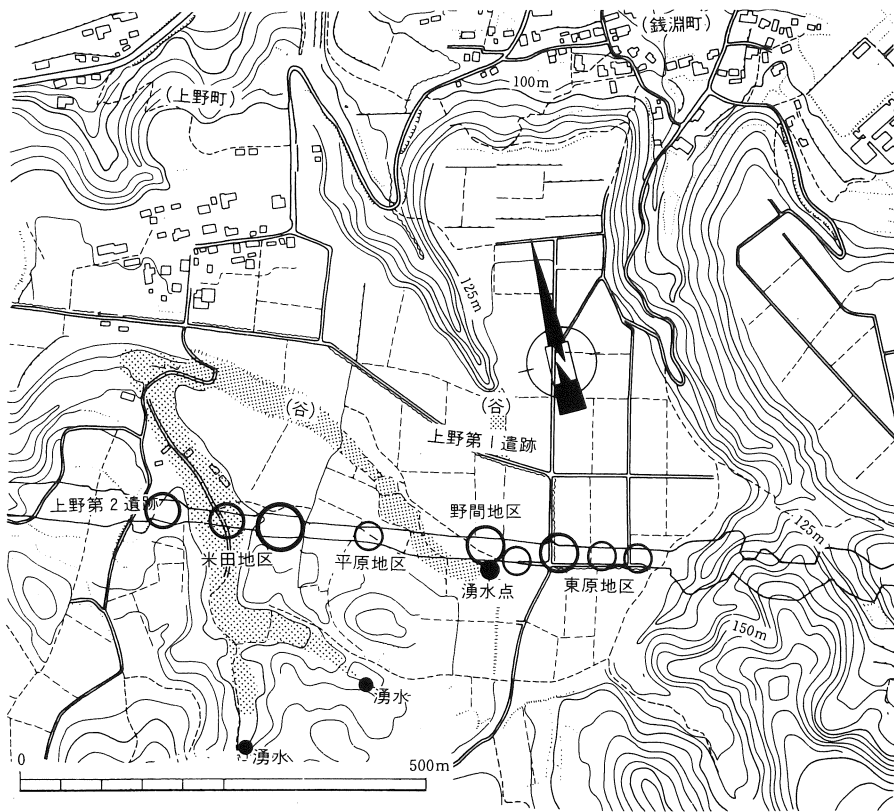 (銭淵町)
100m
(上野町)
125m
(谷)
(谷)
上野第1遺跡
上野第2遺跡
野間地区
米田地区
平原地区
湧水点
東原地区
125m
150m
湧水
湧水
0
500m